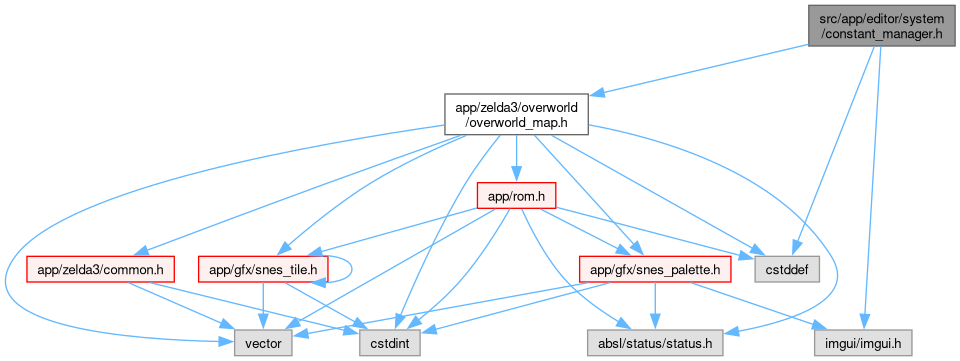 src/app/editor/system
/constant_manager.h
app/zelda3/overworld
/overworld_map.h
app/rom.h
app/zelda3/common.h
app/gfx/snes_tile.h
app/gfx/snes_palette.h
cstddef
vector
cstdint
absl/status/status.h
imgui/imgui.h